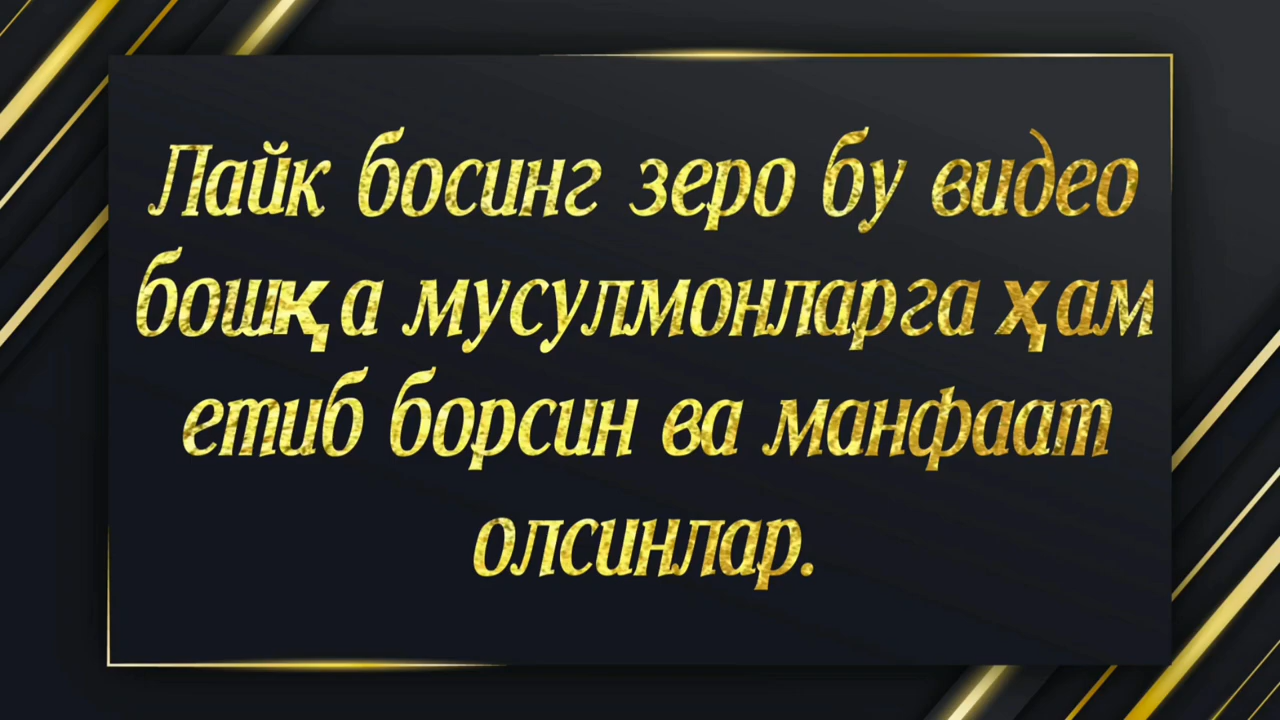 Лайк босинг зеро бу видео
бошқа мусулмонларга ҳам
етиб борсин ва манфаат
олсинлар.